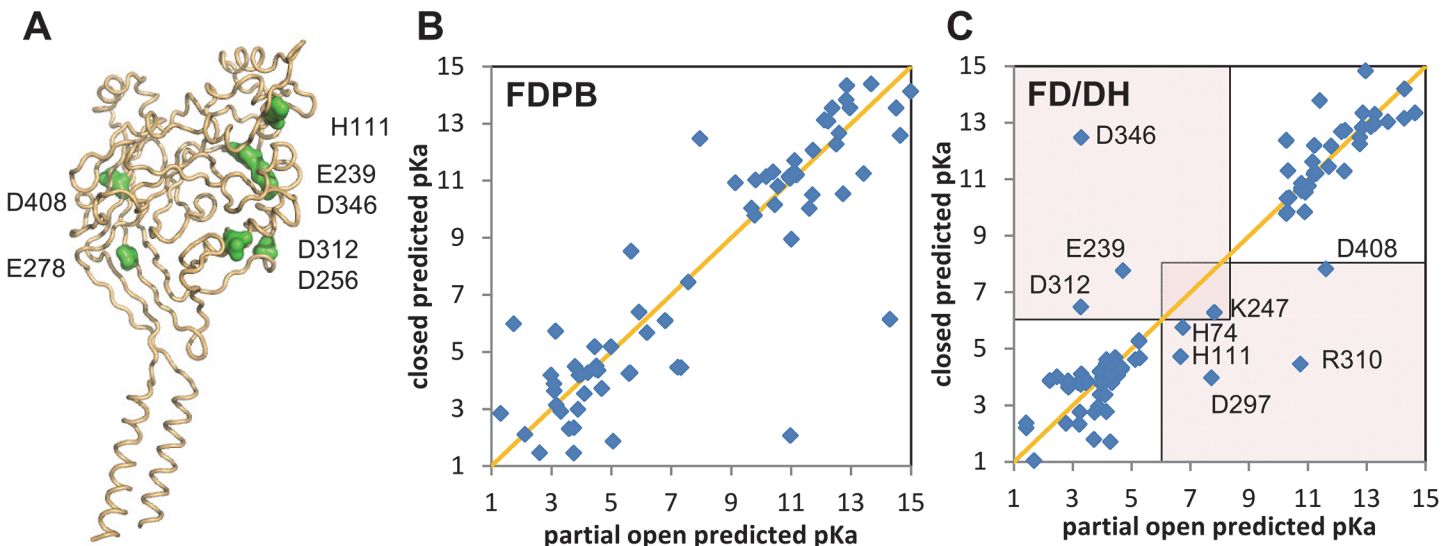 A
H111
E239
D346
D408
D312
D256
E278
B
FDPB
closed predicted pKa
15
13
11
9
7
5
3
1
1 3 5 7 9 11 13 15
partial open predicted pKa
C
FD/DH
closed predicted pKa
15
13
11
9
7
5
3
1
D346
E239
D312
D408
K247
H74
H111
R310
D297
1 3 5 7 9 11 13 15
partial open predicted pKa